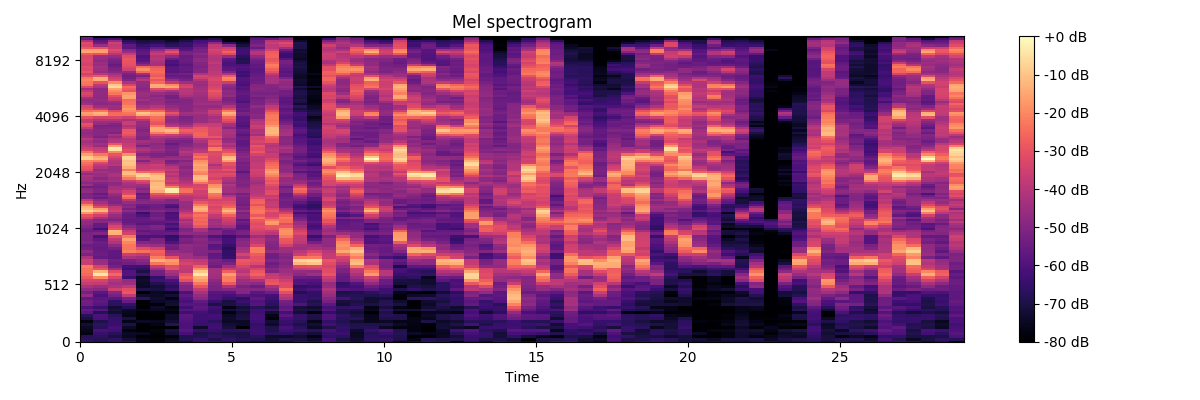 Mel spectrogram
Hz
8192
4096
2048
1024
512
0
0 5 10 15 20 25
Time
+0 dB
-10 dB
-20 dB
-30 dB
-40 dB
-50 dB
-60 dB
-70 dB
-80 dB